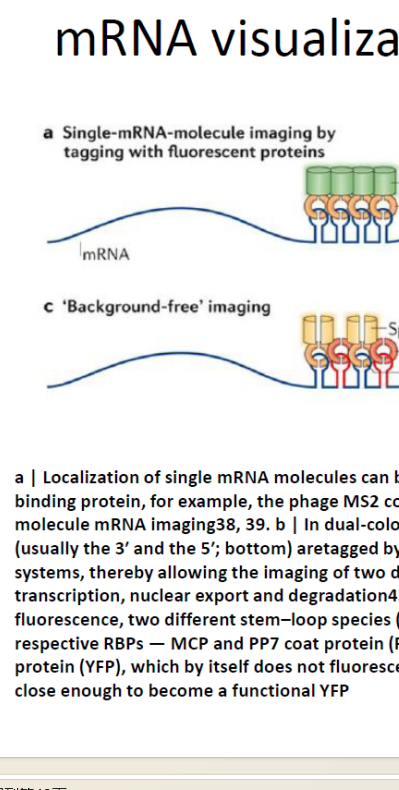 mRNA visualiza
a Single-mRNA-molecule imaging by
tagging with fluorescent proteins
mRNA
c ‘Background-free’ imaging
a | Localization of single mRNA molecules can b
binding protein, for example, the phage MS2 co
molecule mRNA imaging38, 39. b | In dual-colo
(usually the 3′ and the 5′; bottom) aretagged by
systems, thereby allowing the imaging of two d
transcription, nuclear export and degradation4
fluorescence, two different stem–loop species (
respective RBPs — MCP and PP7 coat protein (P
protein (YFP), which by itself does not fluoresce
close enough to become a functional YFP